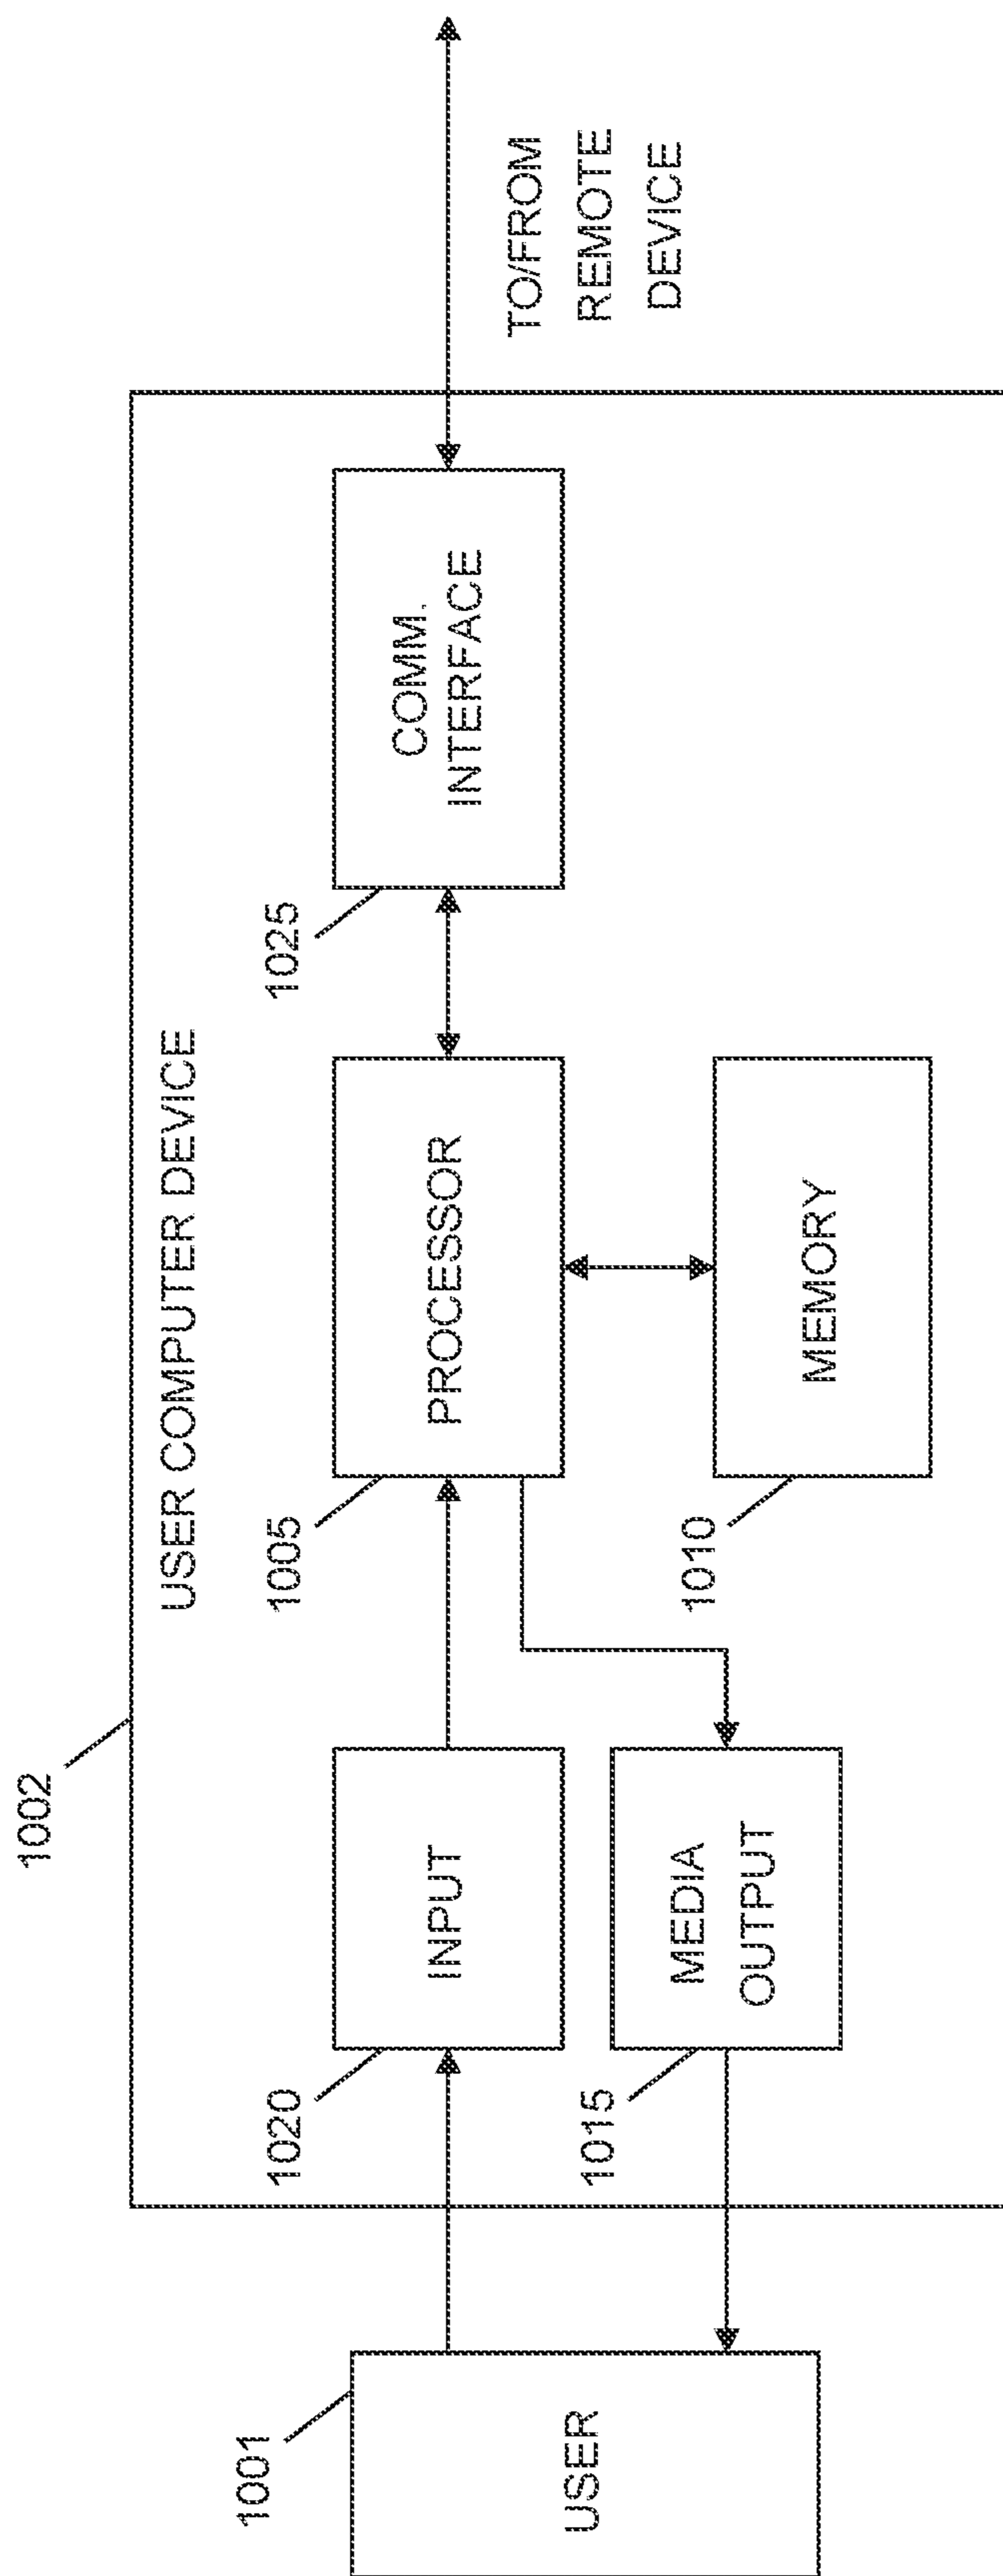 1002
USER COMPUTER DEVICE
1001
USER
1020
INPUT
1005
PROCESSOR
1025
COMM.
INTERFACE
TO/FROM
REMOTE
DEVICE
1015
MEDIA
OUTPUT
1010
MEMORY